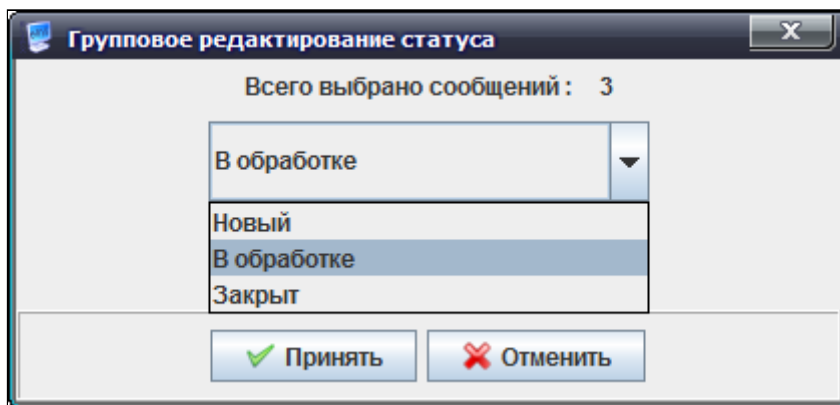 Групповое редактирование статуса
Всего выбрано сообщений : 3
В обработке
Новый
В обработке
Закрыт
Принять Отменить